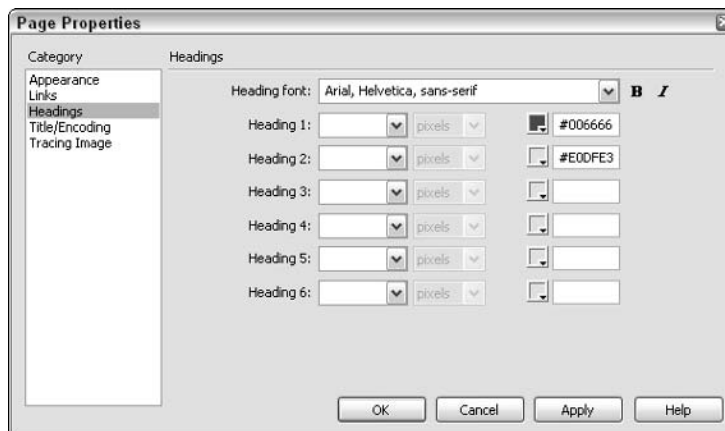 Page Properties
Category
Appearance
Links
Headings
Title/Encoding
Tracing Image
Headings
Heading font: Arial, Helvetica, sans-serif B I
Heading 1: pixels #006666
Heading 2: pixels #E0DFE3
Heading 3: pixels
Heading 4: pixels
Heading 5: pixels
Heading 6: pixels
OK Cancel Apply Help